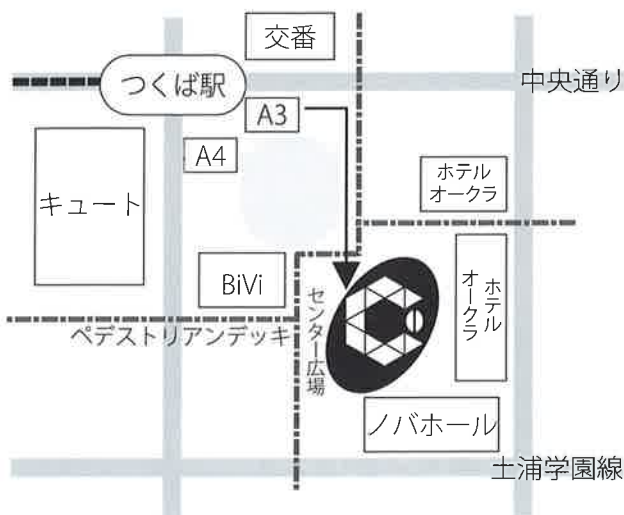 交番
つくば駅
中央通り
A3
A4
キュート
ホテル
オークラ
BiVi
センター広場
ホテル
オークラ
ペデストリアンデッキ
ノバホール
土浦学園線